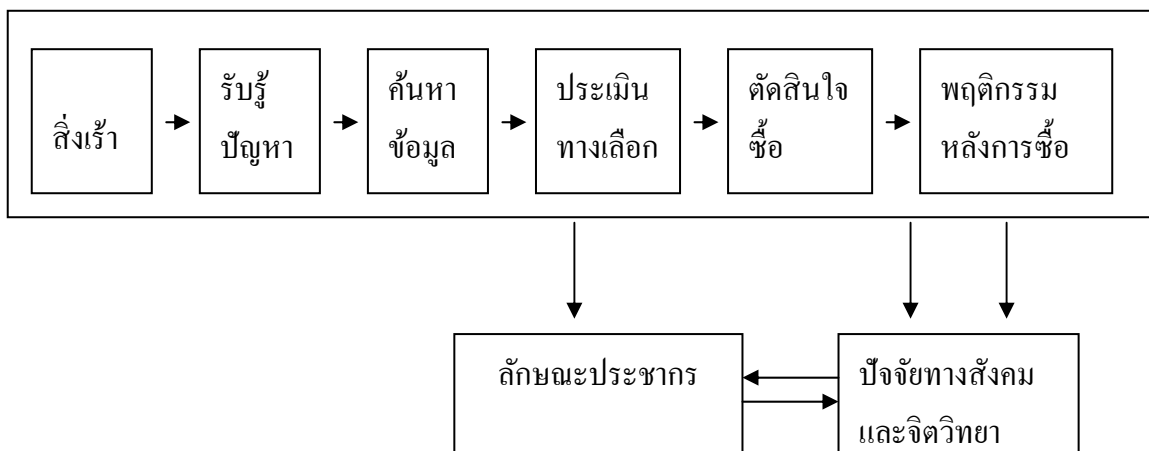 สิ่งเร้า
รับรู้
ปัญหา
ค้นหา
ข้อมูล
ประเมิน
ทางเลือก
ตัดสินใจ
ซื้อ
พฤติกรรม
หลังการซื้อ
ลักษณะประชากร
ปัจจัยทางสังคม
และจิตวิทยา